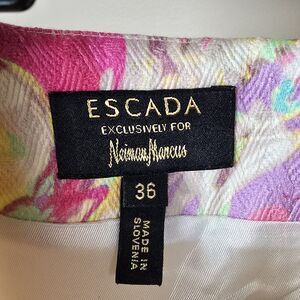 ESCADA
EXCLUSIVELY FOR
Neiman Marcus
36
MADE IN
SLOVENIA